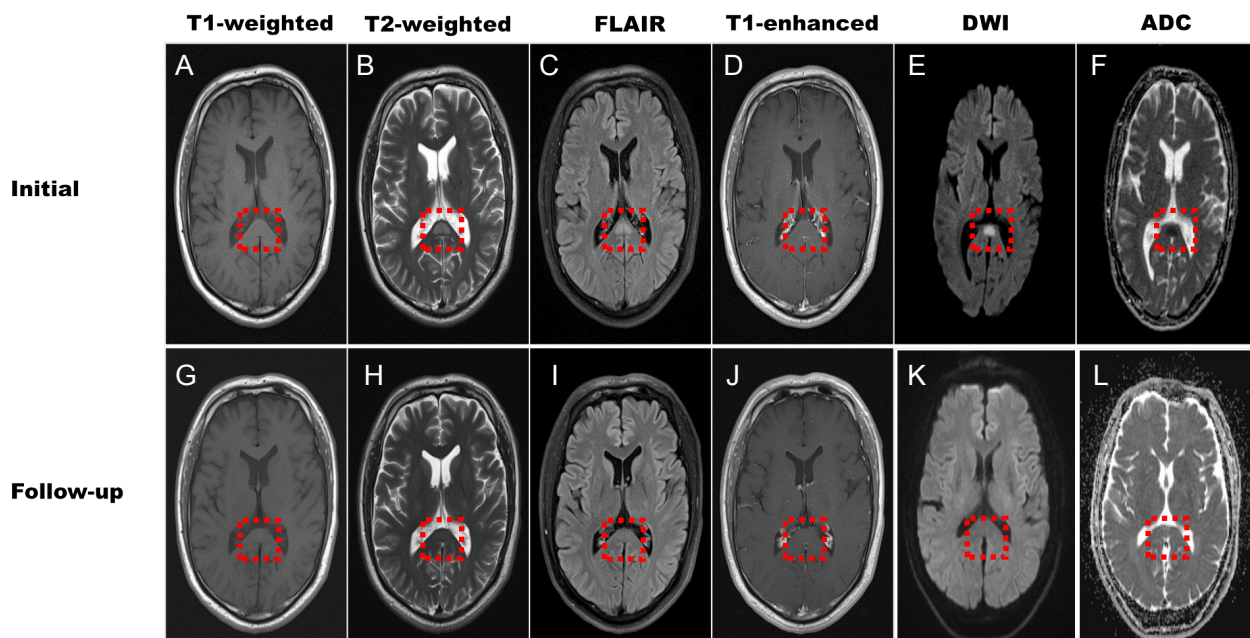 T1-weighted T2-weighted FLAIR T1-enhanced DWI ADC
Initial
A B C D E F
Follow-up
G H I J K L